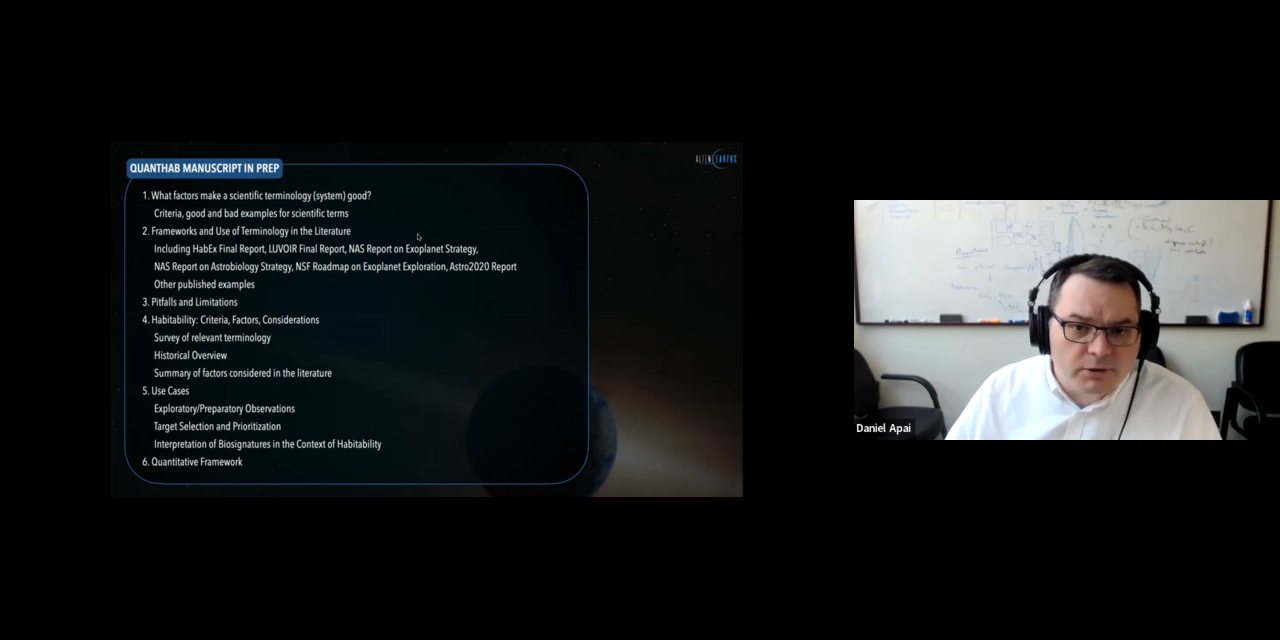 QUANTHAB MANUSCRIPT IN PREP
ALIEN EARTHS
1. What factors make a scientific terminology (system) good?
Criteria, good and bad examples for scientific terms
2. Frameworks and Use of Terminology in the Literature
Including HabEx Final Report, LUVOIR Final Report, NAS Report on Exoplanet Strategy,
NAS Report on Astrobiology Strategy, NSF Roadmap on Exoplanet Exploration, Astro2020 Report
Other published examples
3. Pitfalls and Limitations
4. Habitability: Criteria, Factors, Considerations
Survey of relevant terminology
Historical Overview
Summary of factors considered in the literature
5. Use Cases
Exploratory/Preparatory Observations
Target Selection and Prioritization
Interpretation of Biosignatures in the Context of Habitability
6. Quantitative Framework
Daniel Apai